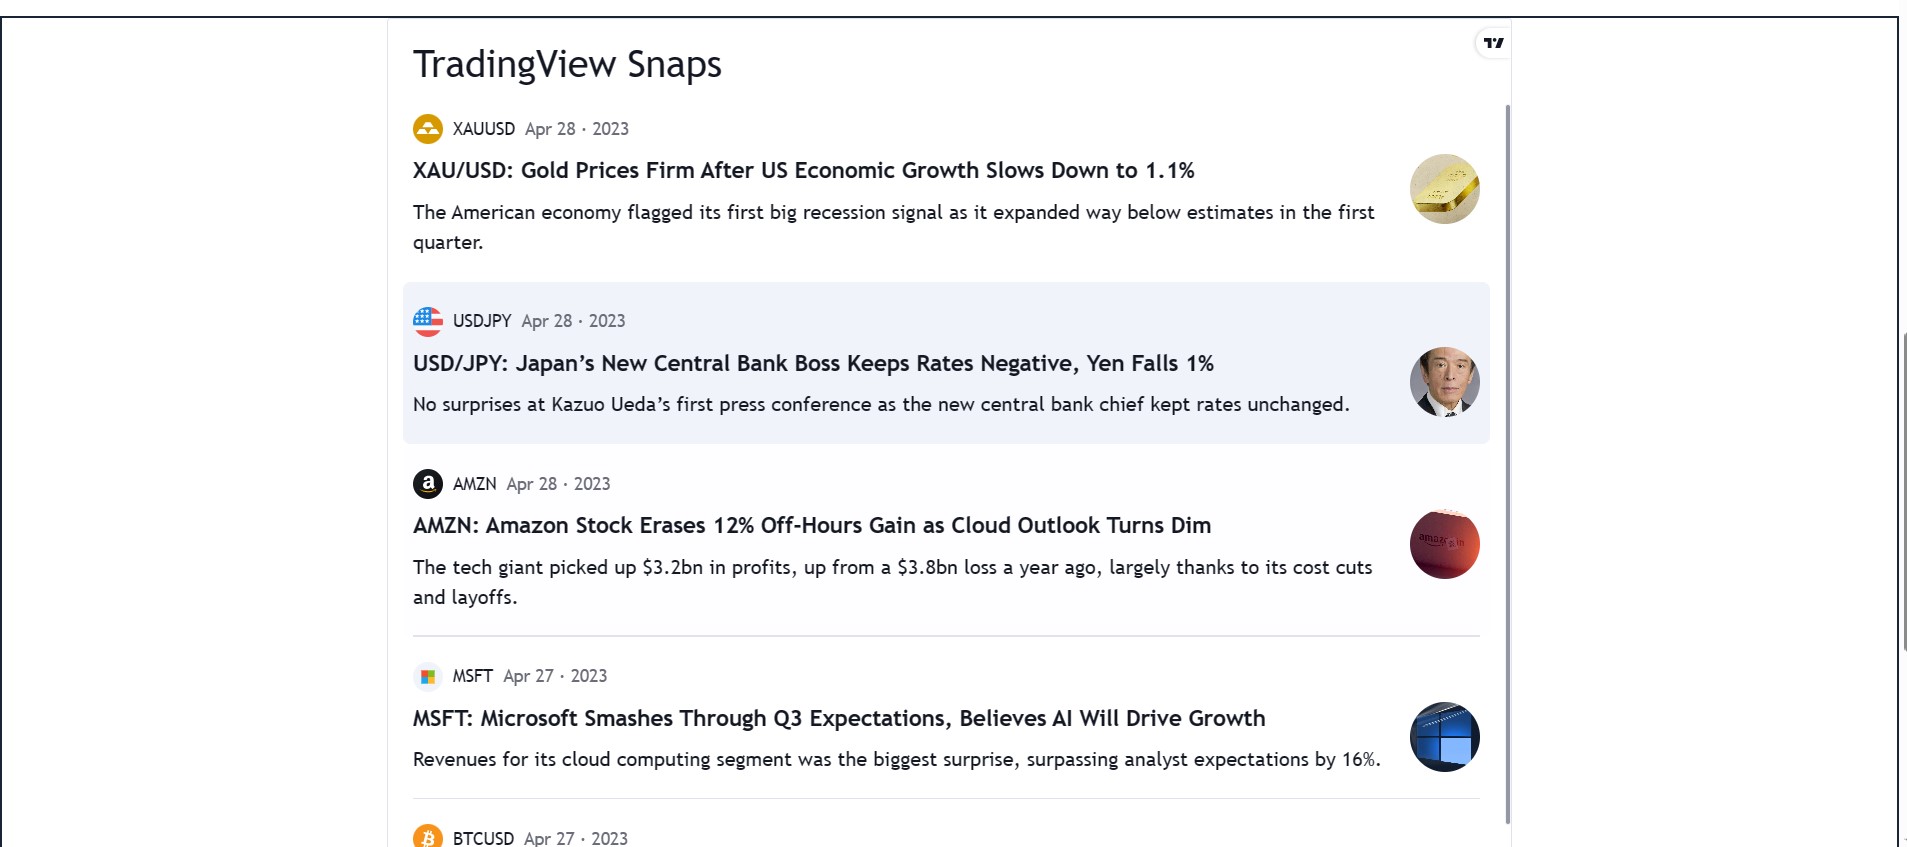 TradingView Snaps
XAUUSD Apr 28 · 2023
XAU/USD: Gold Prices Firm After US Economic Growth Slows Down to 1.1%
The American economy flagged its first big recession signal as it expanded way below estimates in the first
quarter.
USDJPY Apr 28 · 2023
USD/JPY: Japan’s New Central Bank Boss Keeps Rates Negative, Yen Falls 1%
No surprises at Kazuo Ueda’s first press conference as the new central bank chief kept rates unchanged.
AMZN Apr 28 · 2023
AMZN: Amazon Stock Erases 12% Off-Hours Gain as Cloud Outlook Turns Dim
The tech giant picked up $3.2bn in profits, up from a $3.8bn loss a year ago, largely thanks to its cost cuts
and layoffs.
MSFT Apr 27 · 2023
MSFT: Microsoft Smashes Through Q3 Expectations, Believes AI Will Drive Growth
Revenues for its cloud computing segment was the biggest surprise, surpassing analyst expectations by 16%.
BTCUSD Apr 27 · 2023